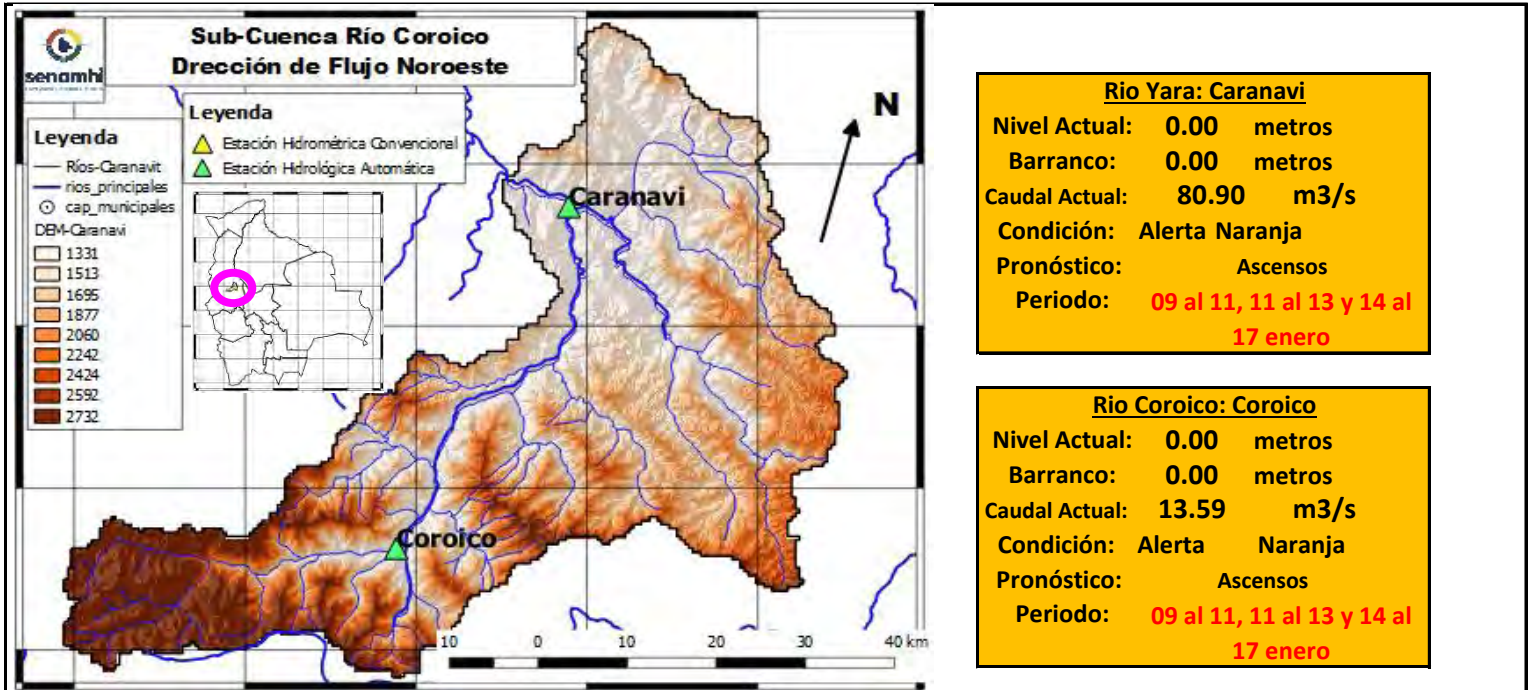 Sub-Cuenca Río Coroico
Drección de Flujo Noroeste
senamhi
Leyenda
Estación Hidrométrica Convencional
Estación Hidrológica Automática
Leyenda
Ríos-Caranavit
rios_principales
cap_municipales
DEM-Caranavi
1331
1513
1695
1877
2060
2242
2424
2592
2732
N
Caranavi
Coroico
10 0 10 20 30 40 km
Rio Yara: Caranavi
Nivel Actual: 0.00 metros
Barranco: 0.00 metros
Caudal Actual: 80.90 m3/s
Condición: Alerta Naranja
Pronóstico: Ascensos
Periodo: 09 al 11, 11 al 13 y 14 al
17 enero
Rio Coroico: Coroico
Nivel Actual: 0.00 metros
Barranco: 0.00 metros
Caudal Actual: 13.59 m3/s
Condición: Alerta Naranja
Pronóstico: Ascensos
Periodo: 09 al 11, 11 al 13 y 14 al
17 enero